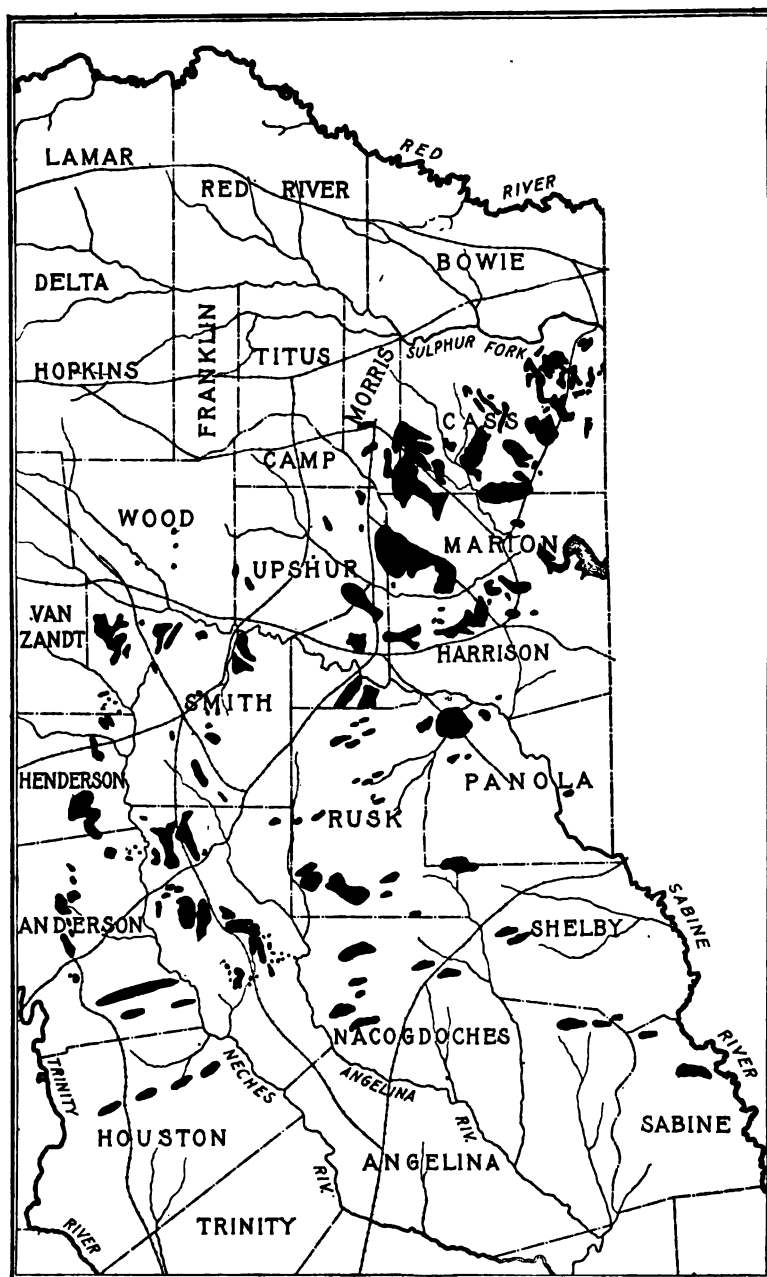 RED
RIVER
LAMAR
RED RIVER
BOWIE
DELTA
FRANKLIN
TITUS
HOPKINS
MORRIS
SULPHUR FORK
CASS
CAMP
WOOD
UPSHUR
MARION
VAN
ZANDT
HARRISON
SMITH
HENDERSON
PANOLA
RUSK
ANDERSON
SHELBY
SABINE
RIVER
NACOGDOCHES
TRINITY
RIVER
NECHES
RIV.
ANGELINA
RIV.
HOUSTON
SABINE
ANGELINA
TRINITY